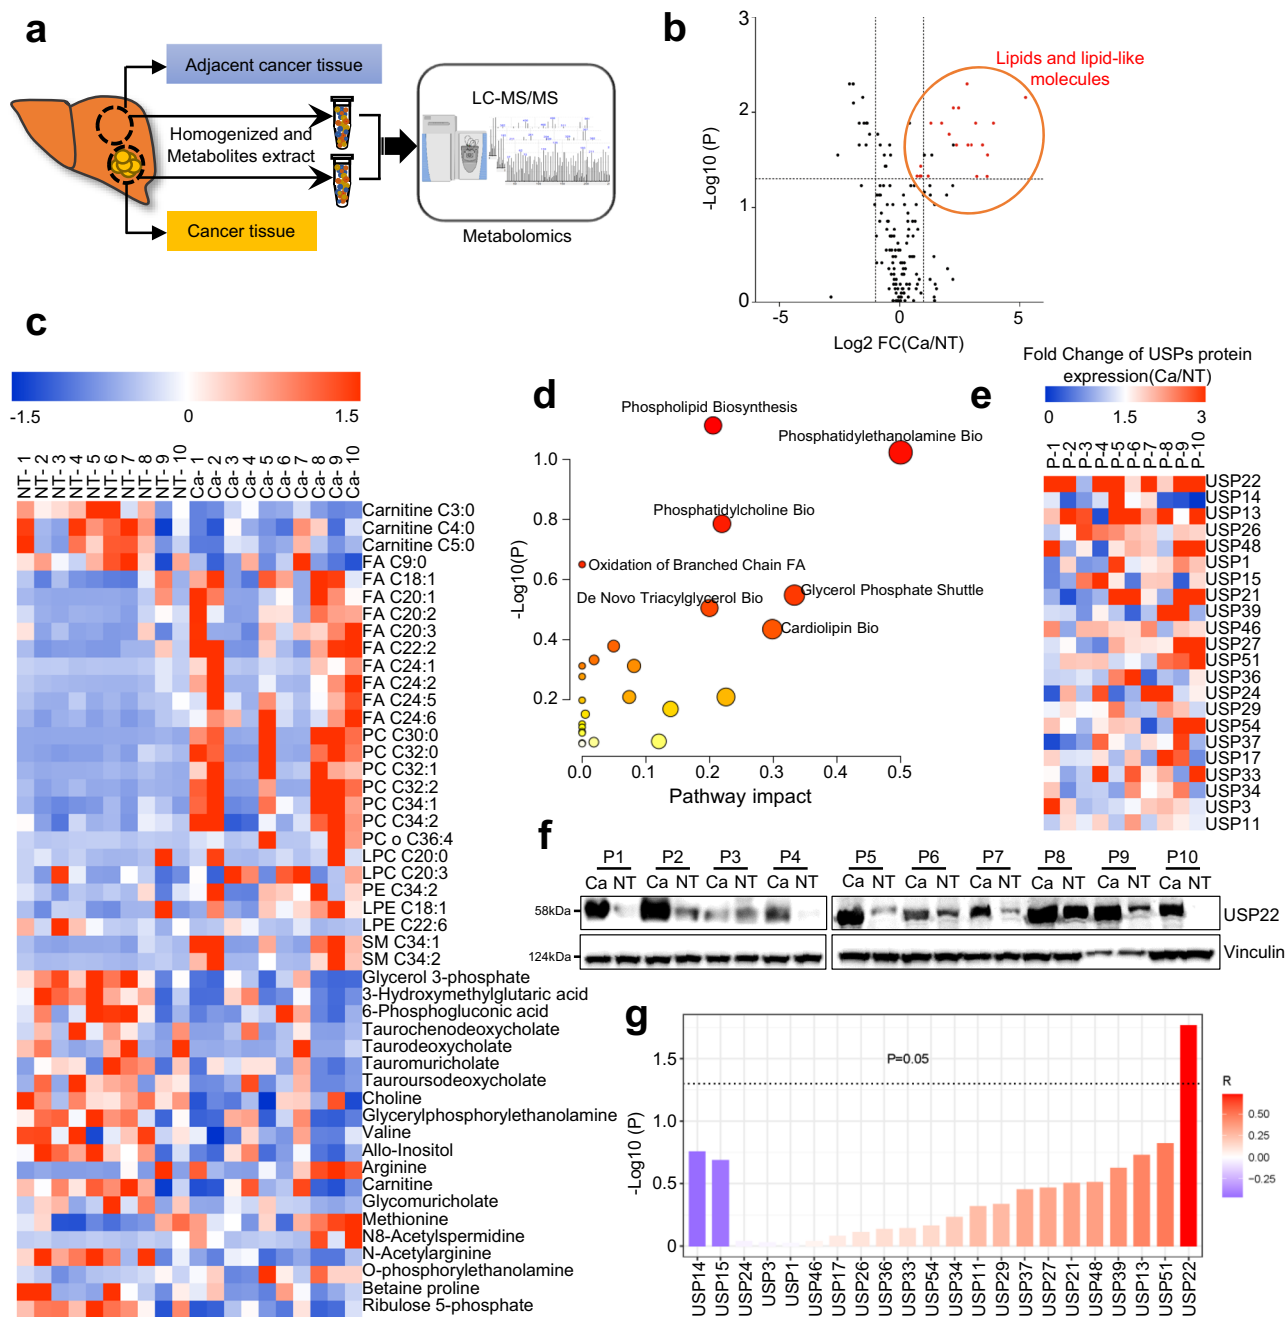 a
Adjacent cancer tissue
Homogenized and
Metabolites extract
Cancer tissue
LC-MS/MS
Metabolomics
b
Lipids and lipid-like
molecules
-Log10 (P)
3
2
1
0
-5
0
5
Log2 FC(Ca/NT)
c
-1.5
0
1.5
NT- 1
NT- 2
NT- 3
NT- 4
NT- 5
NT- 6
NT- 7
NT- 8
NT- 9
NT- 10
Ca- 1
Ca- 2
Ca- 3
Ca- 4
Ca- 5
Ca- 6
Ca- 7
Ca- 8
Ca- 9
Ca- 10
Carnitine C3:0
Carnitine C4:0
Carnitine C5:0
FA C9:0
FA C18:1
FA C20:1
FA C20:2
FA C20:3
FA C22:2
FA C24:1
FA C24:2
FA C24:5
FA C24:6
PC C30:0
PC C32:0
PC C32:1
PC C32:2
PC C34:1
PC C34:2
PC o C36:4
LPC C20:0
LPC C20:3
PE C34:2
LPE C18:1
LPE C22:6
SM C34:1
SM C34:2
Glycerol 3-phosphate
3-Hydroxymethylglutaric acid
6-Phosphogluconic acid
Taurochenodeoxycholate
Taurodeoxycholate
Tauromuricholate
Tauroursodeoxycholate
Choline
Glycerylphosphorylethanolamine
Valine
Allo-Inositol
Arginine
Carnitine
Glycomuricholate
Methionine
N8-Acetylspermidine
N-Acetylarginine
O-phosphorylethanolamine
Betaine proline
Ribulose 5-phosphate
d
Phospholipid Biosynthesis
Phosphatidylethanolamine Bio
Phosphatidylcholine Bio
Oxidation of Branched Chain FA
Glycerol Phosphate Shuttle
De Novo Triacylglycerol Bio
Cardiolipin Bio
-Log10(P)
1.0
0.8
0.6
0.4
0.2
0.0
0.1
0.2
0.3
0.4
0.5
Pathway impact
e
Fold Change of USPs protein
expression(Ca/NT)
0
1.5
3
P-1
P-2
P-3
P-4
P-5
P-6
P-7
P-8
P-9
P-10
USP22
USP14
USP13
USP26
USP48
USP1
USP15
USP21
USP39
USP46
USP27
USP51
USP36
USP24
USP29
USP54
USP37
USP17
USP33
USP34
USP3
USP11
f
P1 P2 P3 P4 P5 P6 P7 P8 P9 P10
Ca NT Ca NT Ca NT Ca NT Ca NT Ca NT Ca NT Ca NT Ca NT Ca NT
58kDa
USP22
124kDa
Vinculin
g
P=0.05
-Log10 (P)
1.5
1.0
0.5
0
R
0.50
0.25
0.00
-0.25
USP14
USP15
USP24
USP3
USP1
USP46
USP17
USP26
USP36
USP33
USP54
USP34
USP11
USP29
USP37
USP27
USP21
USP48
USP39
USP13
USP51
USP22